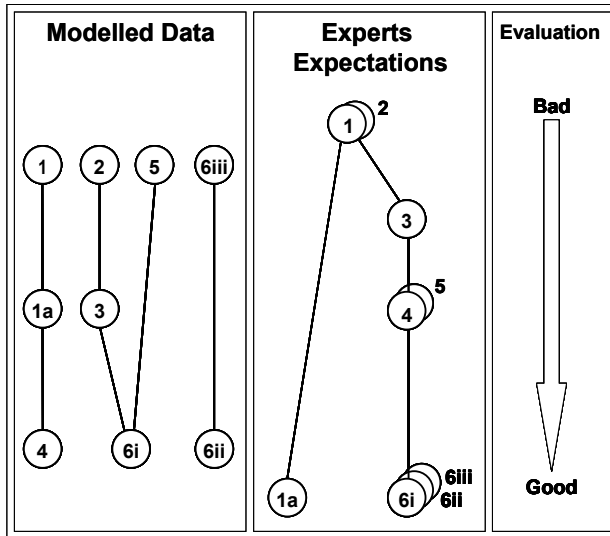 Modelled Data
1
2
5
6iii
1a
3
4
6i
6ii
Experts
Expectations
1
2
3
5
4
1a
6i
6iii
6ii
Evaluation
Bad
Good